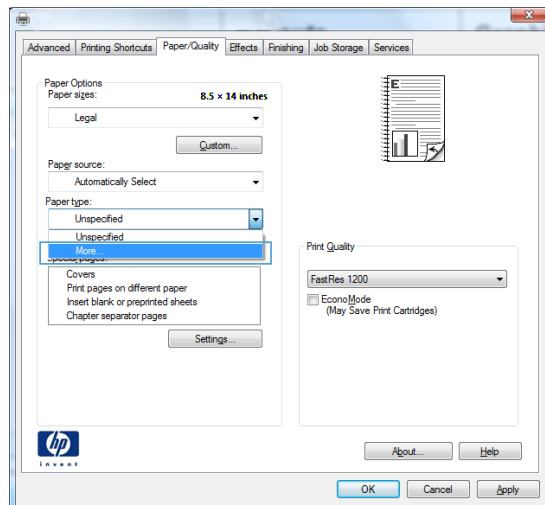 Advanced Printing Shortcuts Paper/Quality Effects Finishing Job Storage Services
Paper Options
Paper sizes: 8.5 × 14 inches
Legal
Custom...
Paper source:
Automatically Select
Paper type:
Unspecified
Unspecified
More...
Special pages:
Covers
Print pages on different paper
Insert blank or preprinted sheets
Chapter separator pages
Settings...
E
Print Quality
FastRes 1200
EconoMode
(May Save Print Cartridges)
hp
invent
About... Help
OK Cancel Apply